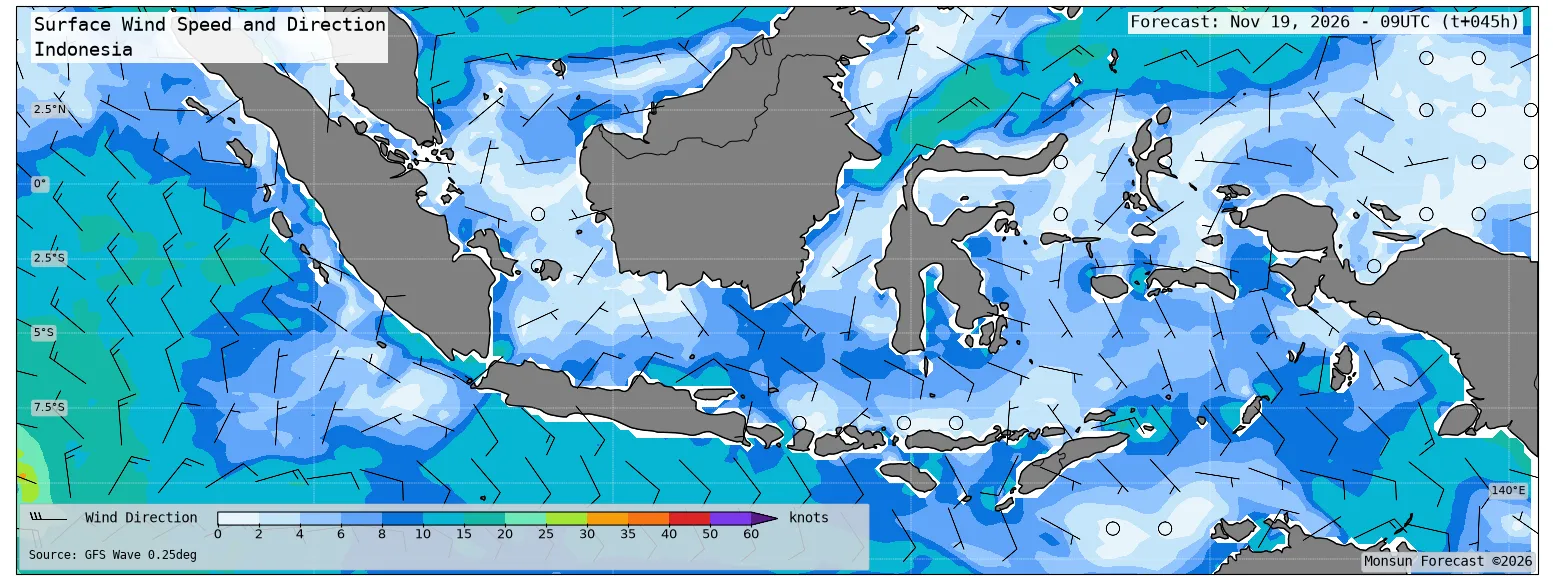 Surface Wind Speed and Direction
Indonesia
Forecast: Nov 19, 2026 - 09UTC (t+045h)
2.5°N
0°
2.5°S
5°S
7.5°S
140°E
Wind Direction
0 2 4 6 8 10 15 20 25 30 35 40 50 60
knots
Source: GFS Wave 0.25deg
Monsun Forecast ©2026